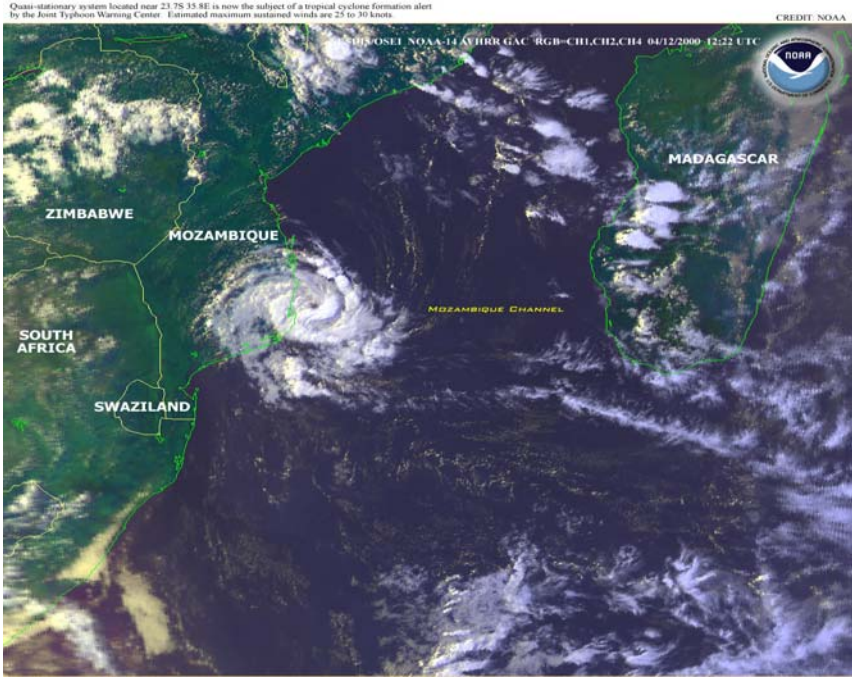 Quasi-stationary system located near 23.7S 35.8E is now the subject of a tropical cyclone formation alert
by the Joint Typhoon Warning Center. Estimated maximum sustained winds are 25 to 30 knots.
CREDIT: NOAA
NESDIS/OSEI NOAA-14 AVHRR GAC RGB=CH1,CH2,CH4 04/12/2000 12:22 UTC
NOAA
MADAGASCAR
ZIMBABWE
MOZAMBIQUE
MOZAMBIQUE CHANNEL
SOUTH
AFRICA
SWAZILAND